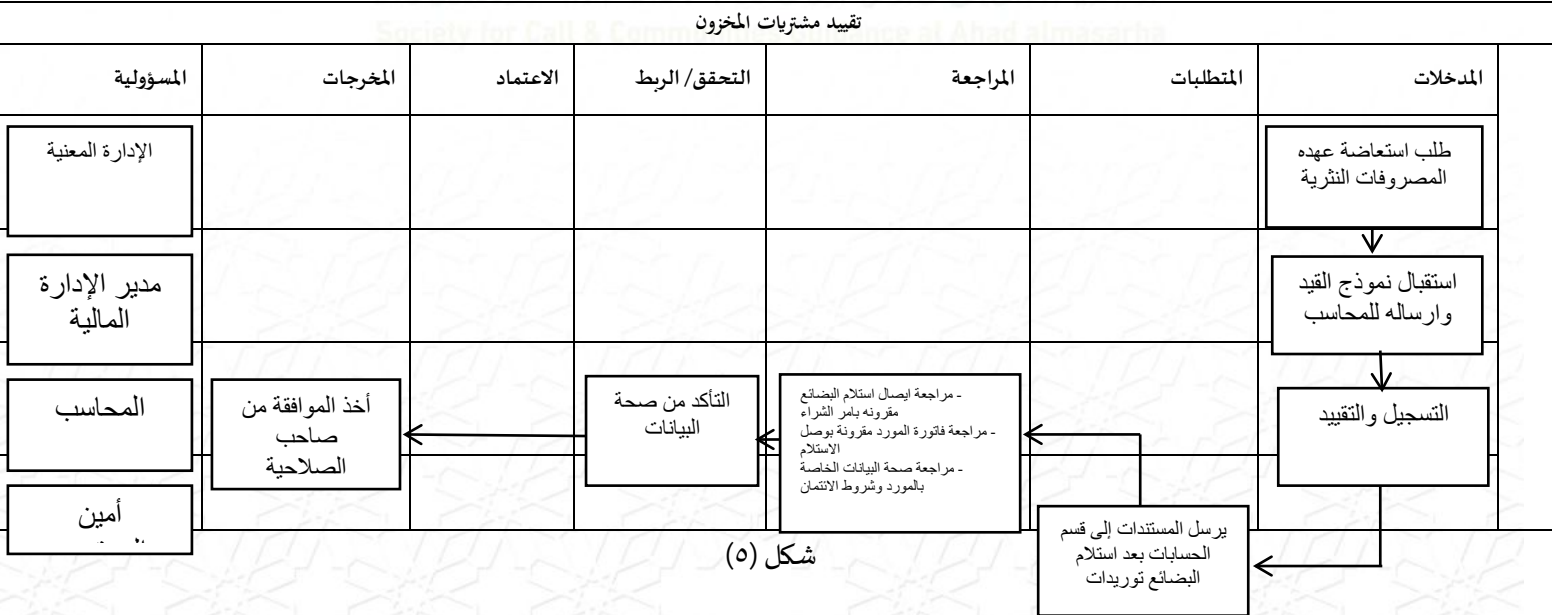 Society for Call & Communities Guidance at Ahad almasarha
تقييد مشتريات المخزون
المدخلات
المتطلبات
المراجعة
التحقق/ الربط
الاعتماد
المخرجات
المسؤولية
طلب استعاضة عهده
المصروفات النثرية
الإدارة المعنية
استقبال نموذج القيد
وارساله للمحاسب
مدير الإدارة
المالية
التسجيل والتقييد
- مراجعة ايصال استلام البضائع
مقرونه بامر الشراء
- مراجعة فاتورة المورد مقرونة بوصل
الاستلام
- مراجعة صحة البيانات الخاصة
بالمورد وشروط الائتمان
التأكد من صحة
البيانات
أخذ الموافقة من
صاحب
الصلاحية
المحاسب
يرسل المستندات إلى قسم
الحسابات بعد استلام
البضائع توريدات
أمين
شكل (٥)